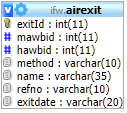 ifw.airexit
exitId : int(11)
mawbid : int(11)
hawbid : int(11)
method : varchar(10)
name : varchar(35)
refno : varchar(10)
exitdate : varchar(20)